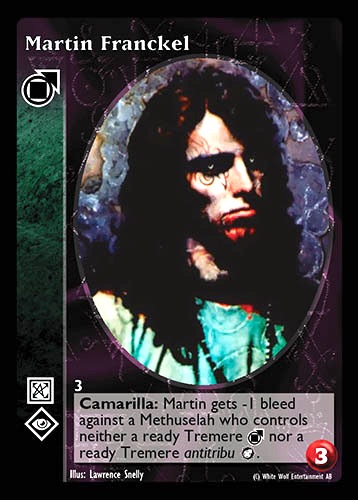 Martin Franckel
3
Camarilla: Martin gets -1 bleed
against a Methuselah who controls
neither a ready Tremere nor a
ready Tremere antitribu .
3
Illus: Lawrence Snelly
(C) White Wolf Entertainment AB